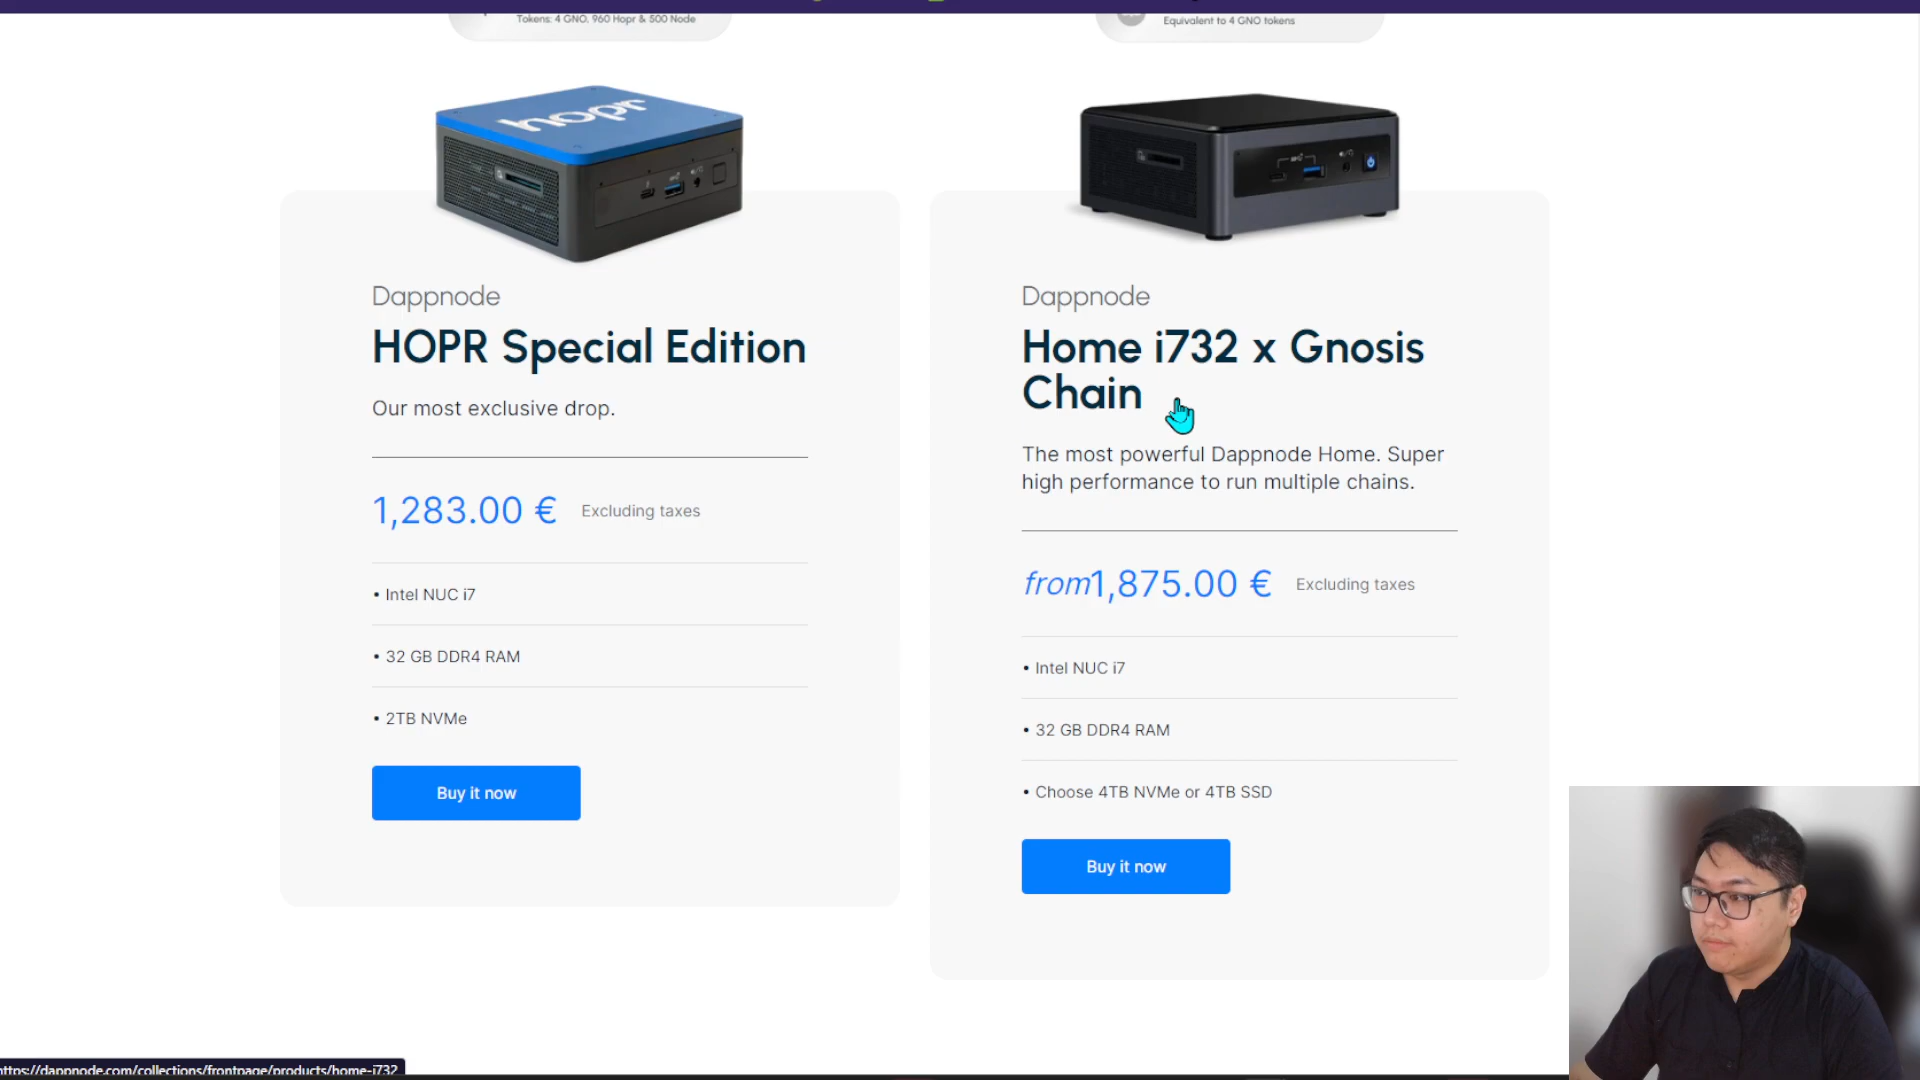 Tokens: 4 GNO, 960 Hopr & 500 Node
Equivalent to 4 GNO tokens
hopr
Dappnode
HOPR Special Edition
Our most exclusive drop.
1,283.00 € Excluding taxes
• Intel NUC i7
• 32 GB DDR4 RAM
• 2TB NVMe
Buy it now
Dappnode
Home i732 x Gnosis
Chain
The most powerful Dappnode Home. Super
high performance to run multiple chains.
from1,875.00 € Excluding taxes
• Intel NUC i7
• 32 GB DDR4 RAM
• Choose 4TB NVMe or 4TB SSD
Buy it now
https://dappnode.com/collections/frontpage/products/home-i732